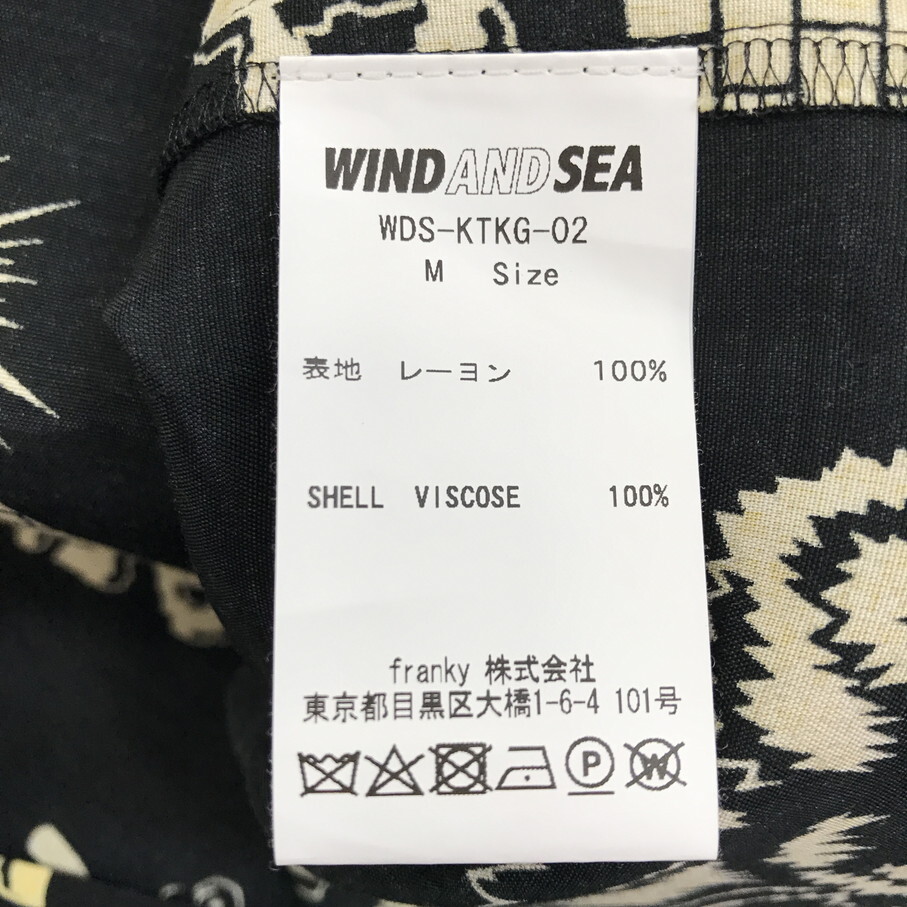 WINDANDSEA
WDS-KTKG-02
M Size
表地 レーヨン 100%
SHELL VISCOSE 100%
franky 株式会社
東京都目黒区大橋1-6-4 101号
P W